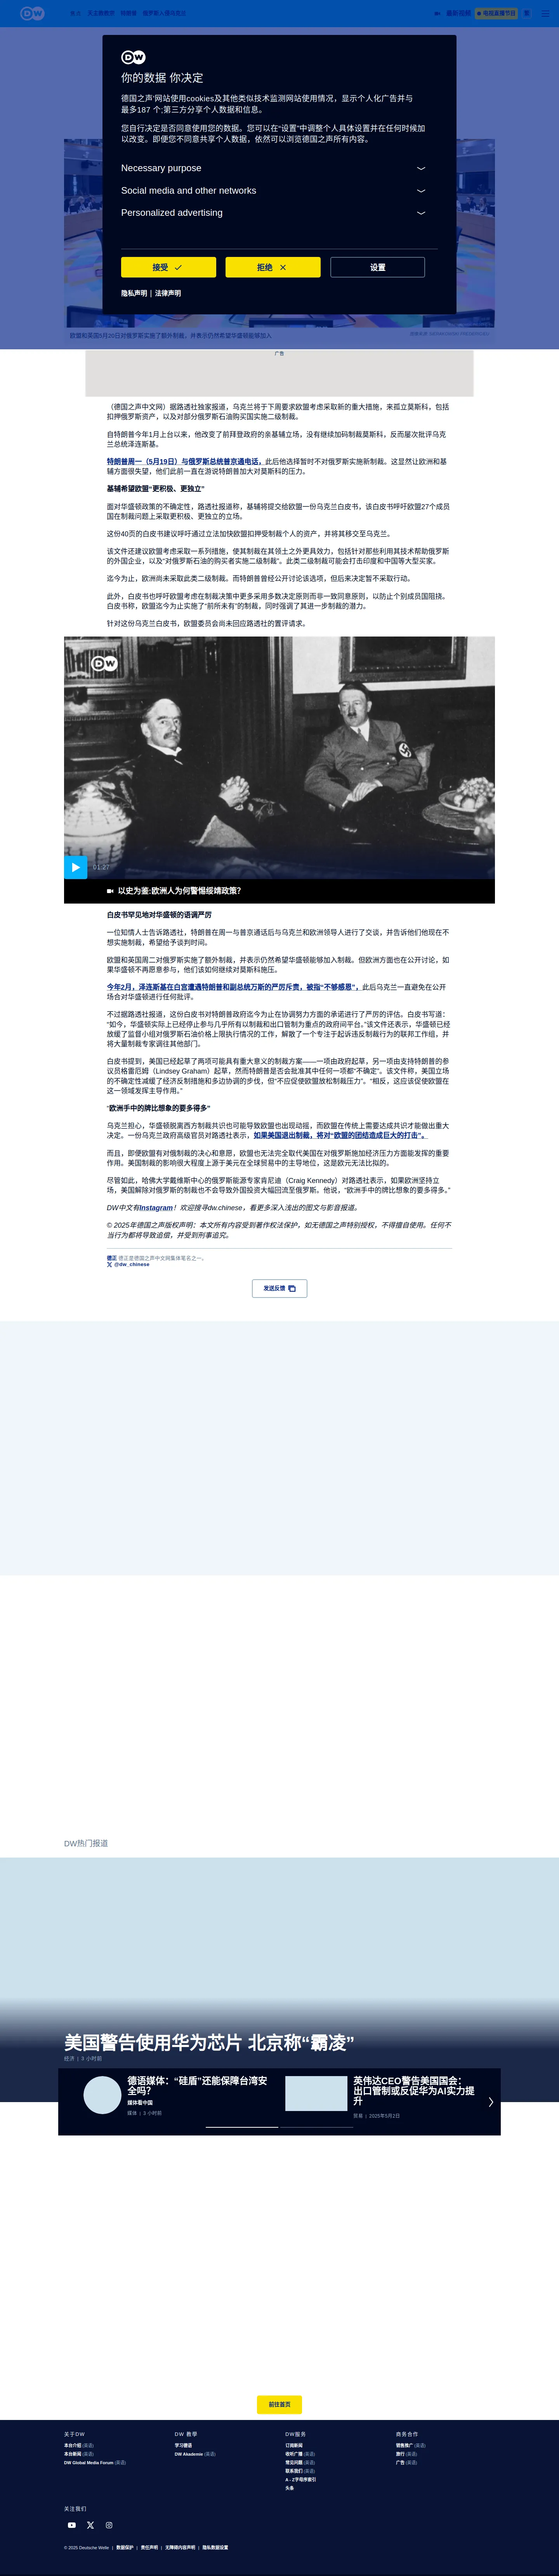 DW
你的数据 你决定
德国之声网站使用cookies及其他类似技术监测网站使用情况，显示个人化广告并与
最多187 个;第三方分享个人数据和信息。
您自行决定是否同意使用您的数据。您可以在“设置”中调整个人具体设置并在任何时候加
以改变。即便您不同意共享个人数据，依然可以浏览德国之声所有内容。
Necessary purpose
Social media and other networks
Personalized advertising
接受
拒绝
设置
隐私声明 | 法律声明
欧盟和英国5月20日对俄罗斯实施了额外制裁，并表示仍然希望华盛顿能够加入
广告
（德国之声中文网）据路透社独家报道，乌克兰将于下周要求欧盟考虑采取新的重大措施，来孤立莫斯科，包括
扣押俄罗斯资产，以及对部分俄罗斯石油购买国实施二级制裁。
自特朗普今年1月上台以来，他改变了前拜登政府的亲基辅立场，没有继续加码制裁莫斯科，反而屡次批评乌克
兰总统泽连斯基。
特朗普周一（5月19日）与俄罗斯总统普京通电话，此后他选择暂时不对俄罗斯实施新制裁。这显然让欧洲和基
辅方面很失望，他们此前一直在游说特朗普加大对莫斯科的压力。
基辅希望欧盟“更积极、更独立”
面对华盛顿政策的不确定性，路透社报道称，基辅将提交给欧盟一份乌克兰白皮书，该白皮书呼吁欧盟27个成员
国在制裁问题上采取更积极、更独立的立场。
这份40页的白皮书建议呼吁通过立法加快欧盟扣押受制裁个人的资产，并将其移交至乌克兰。
该文件还建议欧盟考虑采取一系列措施，使其制裁在其领土之外更具效力，包括针对那些利用其技术帮助俄罗斯
的外国企业，以及“对俄罗斯石油的购买者实施二级制裁”。此类二级制裁可能会打击印度和中国等大型买家。
迄今为止，欧洲尚未采取此类二级制裁。而特朗普曾经公开讨论该选项，但后来决定暂不采取行动。
此外，白皮书也呼吁欧盟考虑在制裁决策中更多采用多数决定原则而非一致同意原则，以防止个别成员国阻挠。
白皮书称，欧盟迄今为止实施了“前所未有”的制裁，同时强调了其进一步制裁的潜力。
针对这份乌克兰白皮书，欧盟委员会尚未回应路透社的置评请求。
DW
01:27
以史为鉴:欧洲人为何警惕绥靖政策?
白皮书罕见地对华盛顿的语调严厉
一位知情人士告诉路透社，特朗普在周一与普京通话后与乌克兰和欧洲领导人进行了交谈，并告诉他们他现在不
想实施制裁，希望给予谈判时间。
欧盟和英国周二对俄罗斯实施了额外制裁，并表示仍然希望华盛顿能够加入制裁。但欧洲方面也在公开讨论，如
果华盛顿不再愿意参与，他们该如何继续对莫斯科施压。
今年2月，泽连斯基在白宫遭遇特朗普和副总统万斯的严厉斥责，被指“不够感恩”，此后乌克兰一直避免在公开
场合对华盛顿进行任何批评。
不过据路透社报道，这份白皮书对特朗普政府迄今为止在协调努力方面的承诺进行了严厉的评估。白皮书写道：
“如今，华盛顿实际上已经停止参与几乎所有以制裁和出口管制为重点的政府间平台。”该文件还表示，华盛顿已经
放缓了监督小组对俄罗斯石油价格上限执行情况的工作，解散了一个专注于起诉违反制裁行为的联邦工作组，并
将大量制裁专家调往其他部门。
白皮书提到，美国已经起草了两项可能具有重大意义的制裁方案——一项由政府起草，另一项由支持特朗普的参
议员格雷厄姆（Lindsey Graham）起草，然而特朗普是否会批准其中任何一项都“不确定”。该文件称，美国立场
的不确定性减缓了经济反制措施和多边协调的步伐，但“不应促使欧盟放松制裁压力”。“相反，这应该促使欧盟在
这一领域发挥主导作用。”
“欧洲手中的牌比想象的要多得多”
乌克兰担心，华盛顿脱离西方制裁共识也可能导致欧盟也出现动摇，而欧盟在传统上需要达成共识才能做出重大
决定。一份乌克兰政府高级官员对路透社表示，如果美国退出制裁，将对“欧盟的团结造成巨大的打击”。
而且，即便欧盟有对俄制裁的决心和意原，欧盟也无法完全取代美国在对俄罗斯施加经济压力方面能发挥的重要
作用。美国制裁的影响很大程度上源于美元在全球贸易中的主导地位，这是欧元无法比拟的。
尽管如此，哈佛大学戴维斯中心的俄罗斯能源专家肯尼迪（Craig Kennedy）对路透社表示，如果欧洲坚持立
场，美国解除对俄罗斯的制裁也不会导致外国投资大幅回流至俄罗斯。他说，“欧洲手中的牌比想象的要多得多。”
DW中文有Instagram！欢迎搜寻dw.chinese，看更多深入浅出的图文与影音报道。
© 2025年德国之声版权声明：本文所有内容受到著作权法保护，如无德国之声特别授权，不得擅自使用。任何不
当行为都将导致追偿，并受到刑事追究。
德正 德正是德国之声中文网集体笔名之一。
@dw_chinese
发送反馈
DW热门报道
美国警告使用华为芯片 北京称“霸凌”
经济 | 3 小时前
德语媒体：“硅盾”还能保障台湾安
全吗？
媒体看中国
媒体 | 3 小时前
英伟达CEO警告美国国会：
出口管制或反促华为AI实力提
升
贸易 | 2025年5月2日
前往首页
关于DW
本台介绍 (英语)
本台新闻 (英语)
DW Global Media Forum (英语)
DW 教学
学习德语
DW Akademie (英语)
DW服务
订阅新闻
收听广播 (英语)
常见问题 (英语)
联系我们 (英语)
A - Z字母序索引
头条
商务合作
销售推广 (英语)
旅行 (英语)
广告 (英语)
关注我们
© 2025 Deutsche Welle | 数据保护 | 责任声明 | 无障碍内容声明 | 隐私数据设置